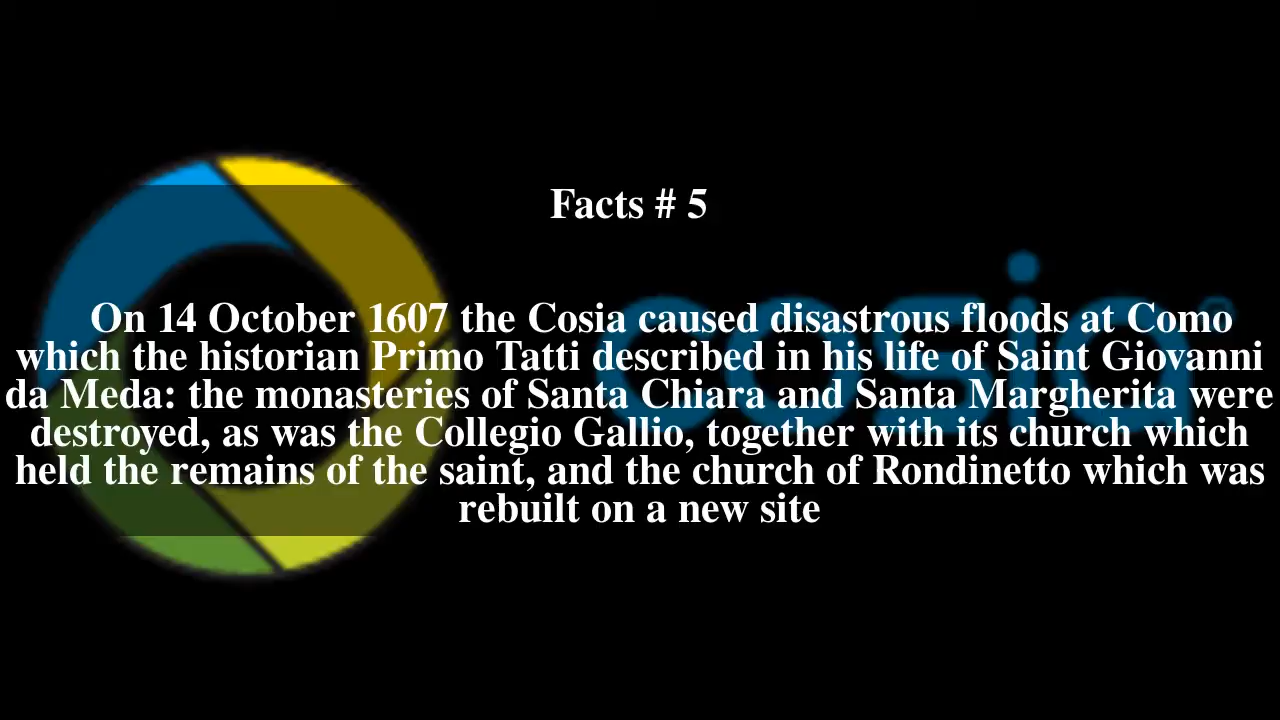 Facts # 5
On 14 October 1607 the Cosia caused disastrous floods at Como
which the historian Primo Tatti described in his life of Saint Giovanni
da Meda: the monasteries of Santa Chiara and Santa Margherita were
destroyed, as was the Collegio Gallio, together with its church which
held the remains of the saint, and the church of Rondinetto which was
rebuilt on a new site
cosia®